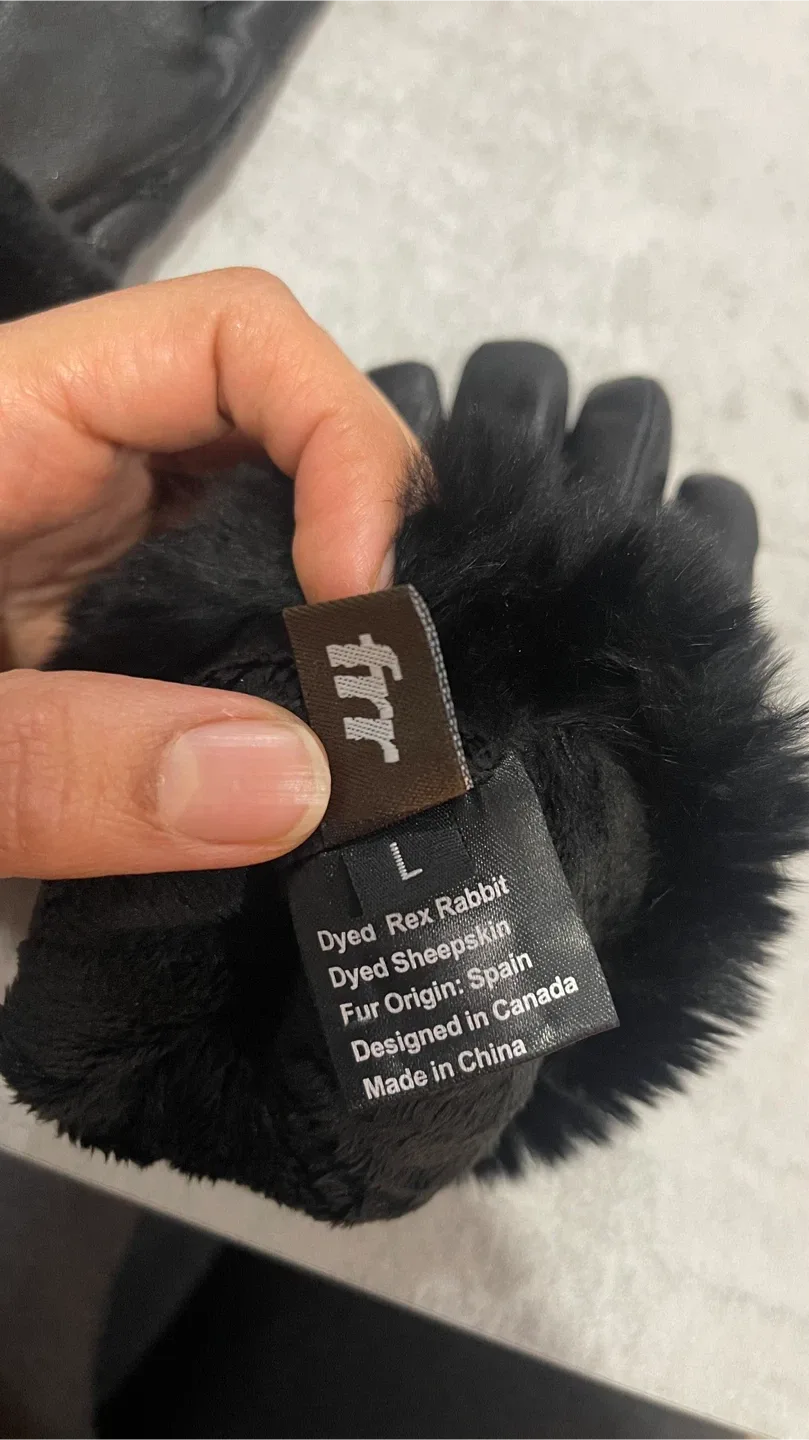 frr
L
Dyed Rex Rabbit
Dyed Sheepskin
Fur Origin: Spain
Designed in Canada
Made in China